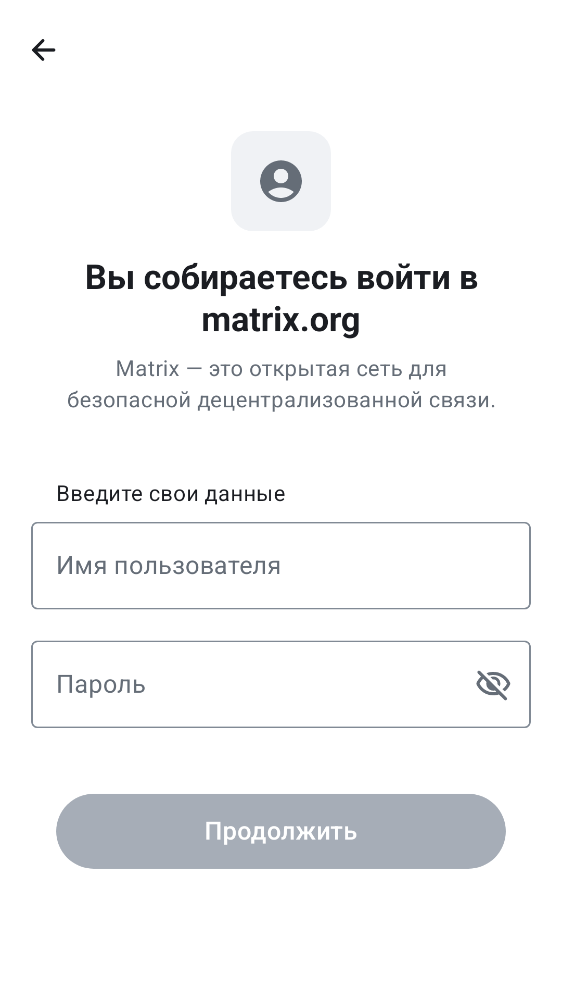 Вы собираетесь войти в
matrix.org
Matrix — это открытая сеть для
безопасной децентрализованной связи.
Введите свои данные
Имя пользователя
Пароль
Продолжить